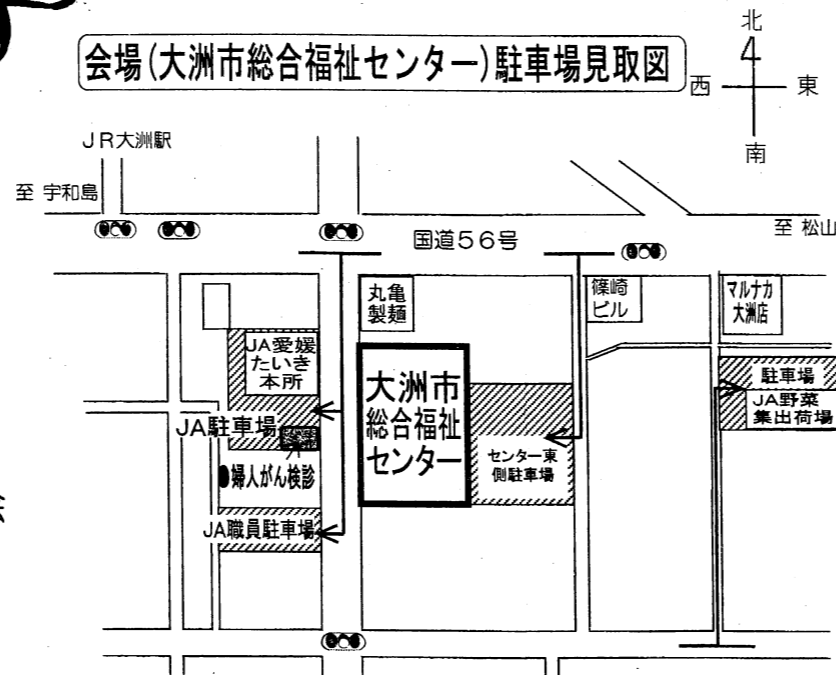 会場(大洲市総合福祉センター)駐車場見取図
北
西
東
南
JR大洲駅
至 宇和島
国道56号
至 松山
丸亀
製麺
篠崎
ビル
マルナカ
大洲店
JA愛媛
たいき
本所
大洲市
総合福祉
センター
駐車場
JA野菜
集出荷場
JA駐車場
センター東
側駐車場
●婦人がん検診
JA職員駐車場